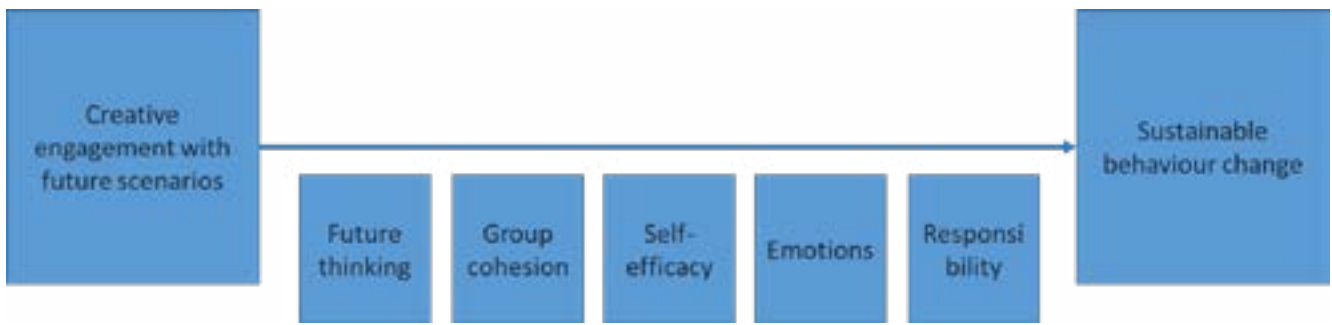 Creative
engagement with
future scenarios
Future
thinking
Group
cohesion
Self-
efficacy
Emotions
Responsi
bility
Sustainable
behaviour change